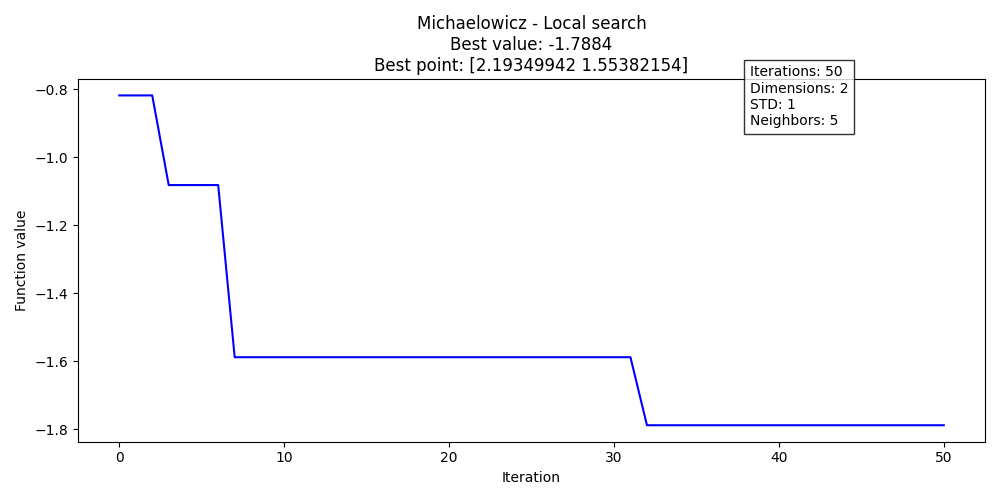 Michaelowicz - Local search
Best value: -1.7884
Best point: [2.19349942 1.55382154]
Iterations: 50
Dimensions: 2
STD: 1
Neighbors: 5
−0.8
−1.0
−1.2
−1.4
−1.6
−1.8
Function value
0 10 20 30 40 50
Iteration